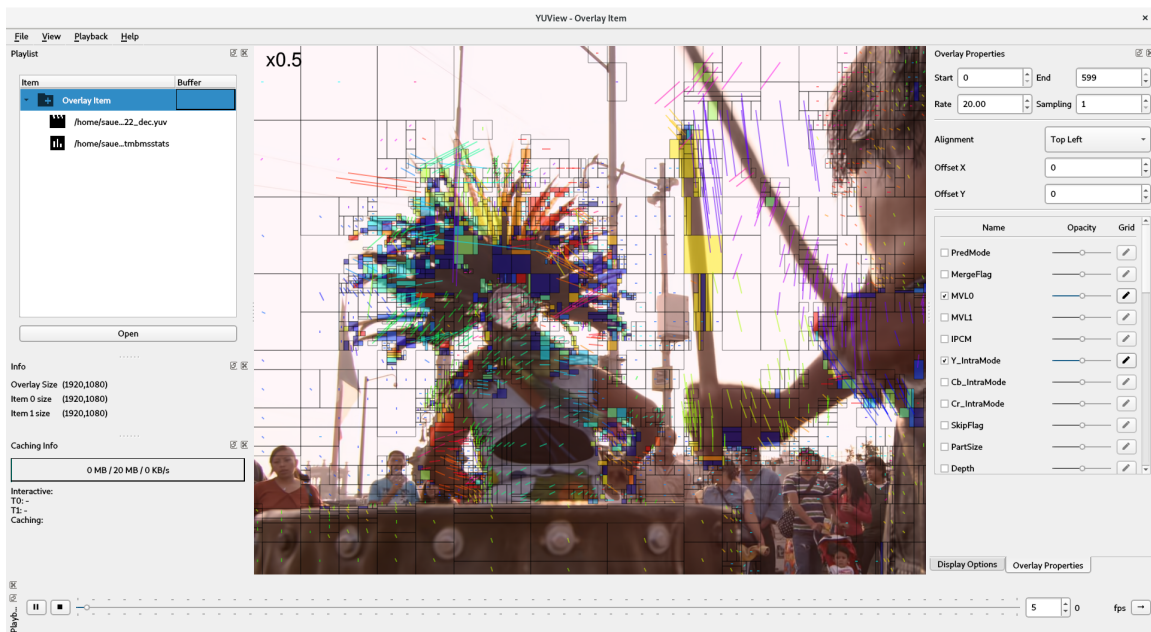 YUView - Overlay Item
File View Playback Help
Playlist
Item Buffer
Overlay Item
/home/saue...22_dec.yuv
/home/saue...tmbmsstats
Open
Info
Overlay Size (1920,1080)
Item 0 size (1920,1080)
Item 1 size (1920,1080)
Caching Info
0 MB / 20 MB / 0 KB/s
Interactive:
T0: -
T1: -
Caching:
x0.5
Overlay Properties
Start 0 End 599
Rate 20.00 Sampling 1
Alignment Top Left
Offset X 0
Offset Y 0
Name Opacity Grid
PredMode
MergeFlag
MVL0
MVL1
IPCM
Y_IntraMode
Cb_IntraMode
Cr_IntraMode
SkipFlag
PartSize
Depth
Display Options Overlay Properties
Playb...
5 0 fps